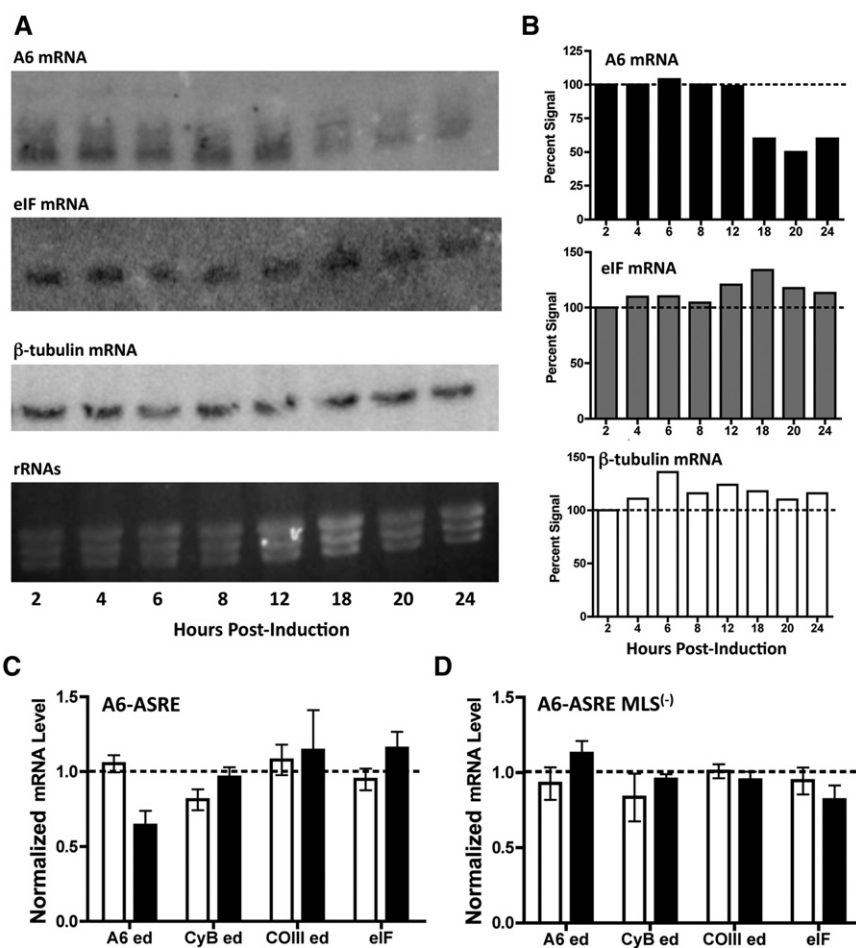 A
A6 mRNA
eIF mRNA
β-tubulin mRNA
rRNAs
2 4 6 8 12 18 20 24
Hours Post-Induction
B
A6 mRNA
Percent Signal
125
100
75
50
25
0
2 4 6 8 12 18 20 24
eIF mRNA
Percent Signal
150
100
50
0
2 4 6 8 12 18 20 24
β-tubulin mRNA
Percent Signal
150
100
50
0
2 4 6 8 12 18 20 24
Hours Post-Induction
C
A6-ASRE
Normalized mRNA Level
1.5
1.0
0.5
0.0
A6 ed CyB ed COIII ed eIF
D
A6-ASRE MLS(-)
Normalized mRNA Level
1.5
1.0
0.5
0.0
A6 ed CyB ed COIII ed eIF